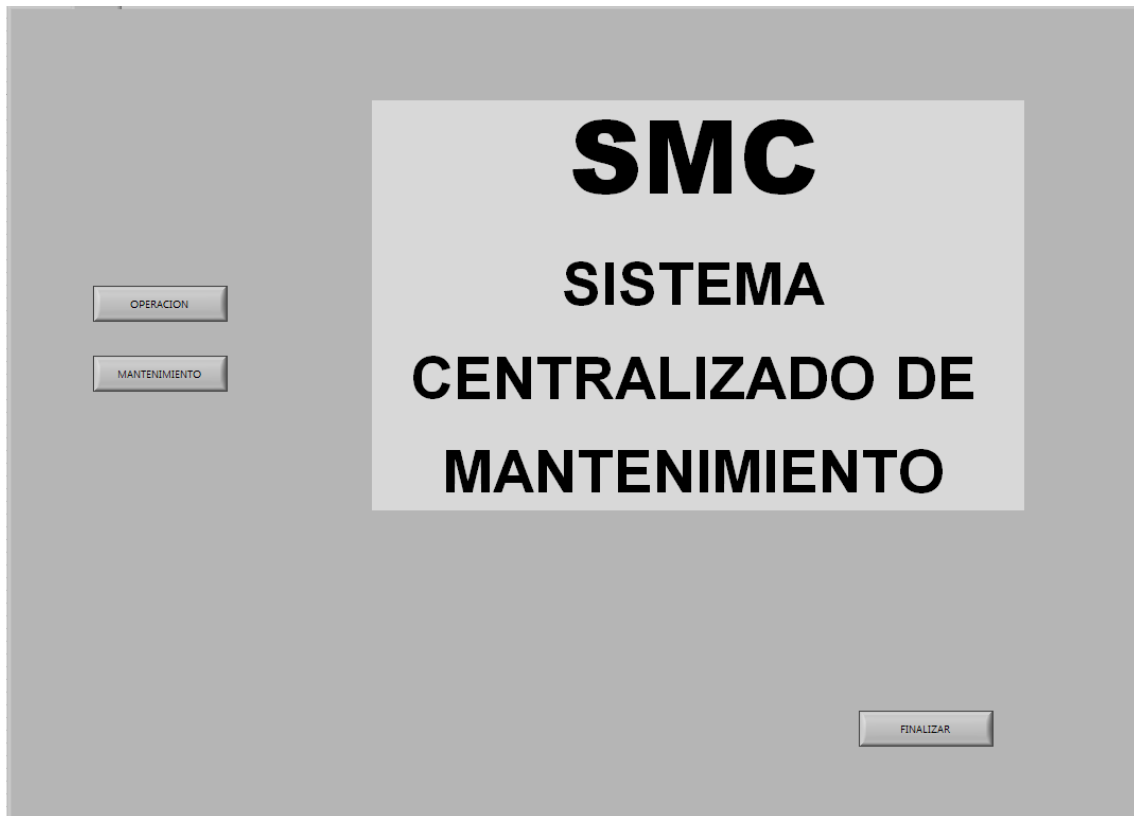 SMC
SISTEMA
CENTRALIZADO DE
MANTENIMIENTO
OPERACION
MANTENIMIENTO
FINALIZAR